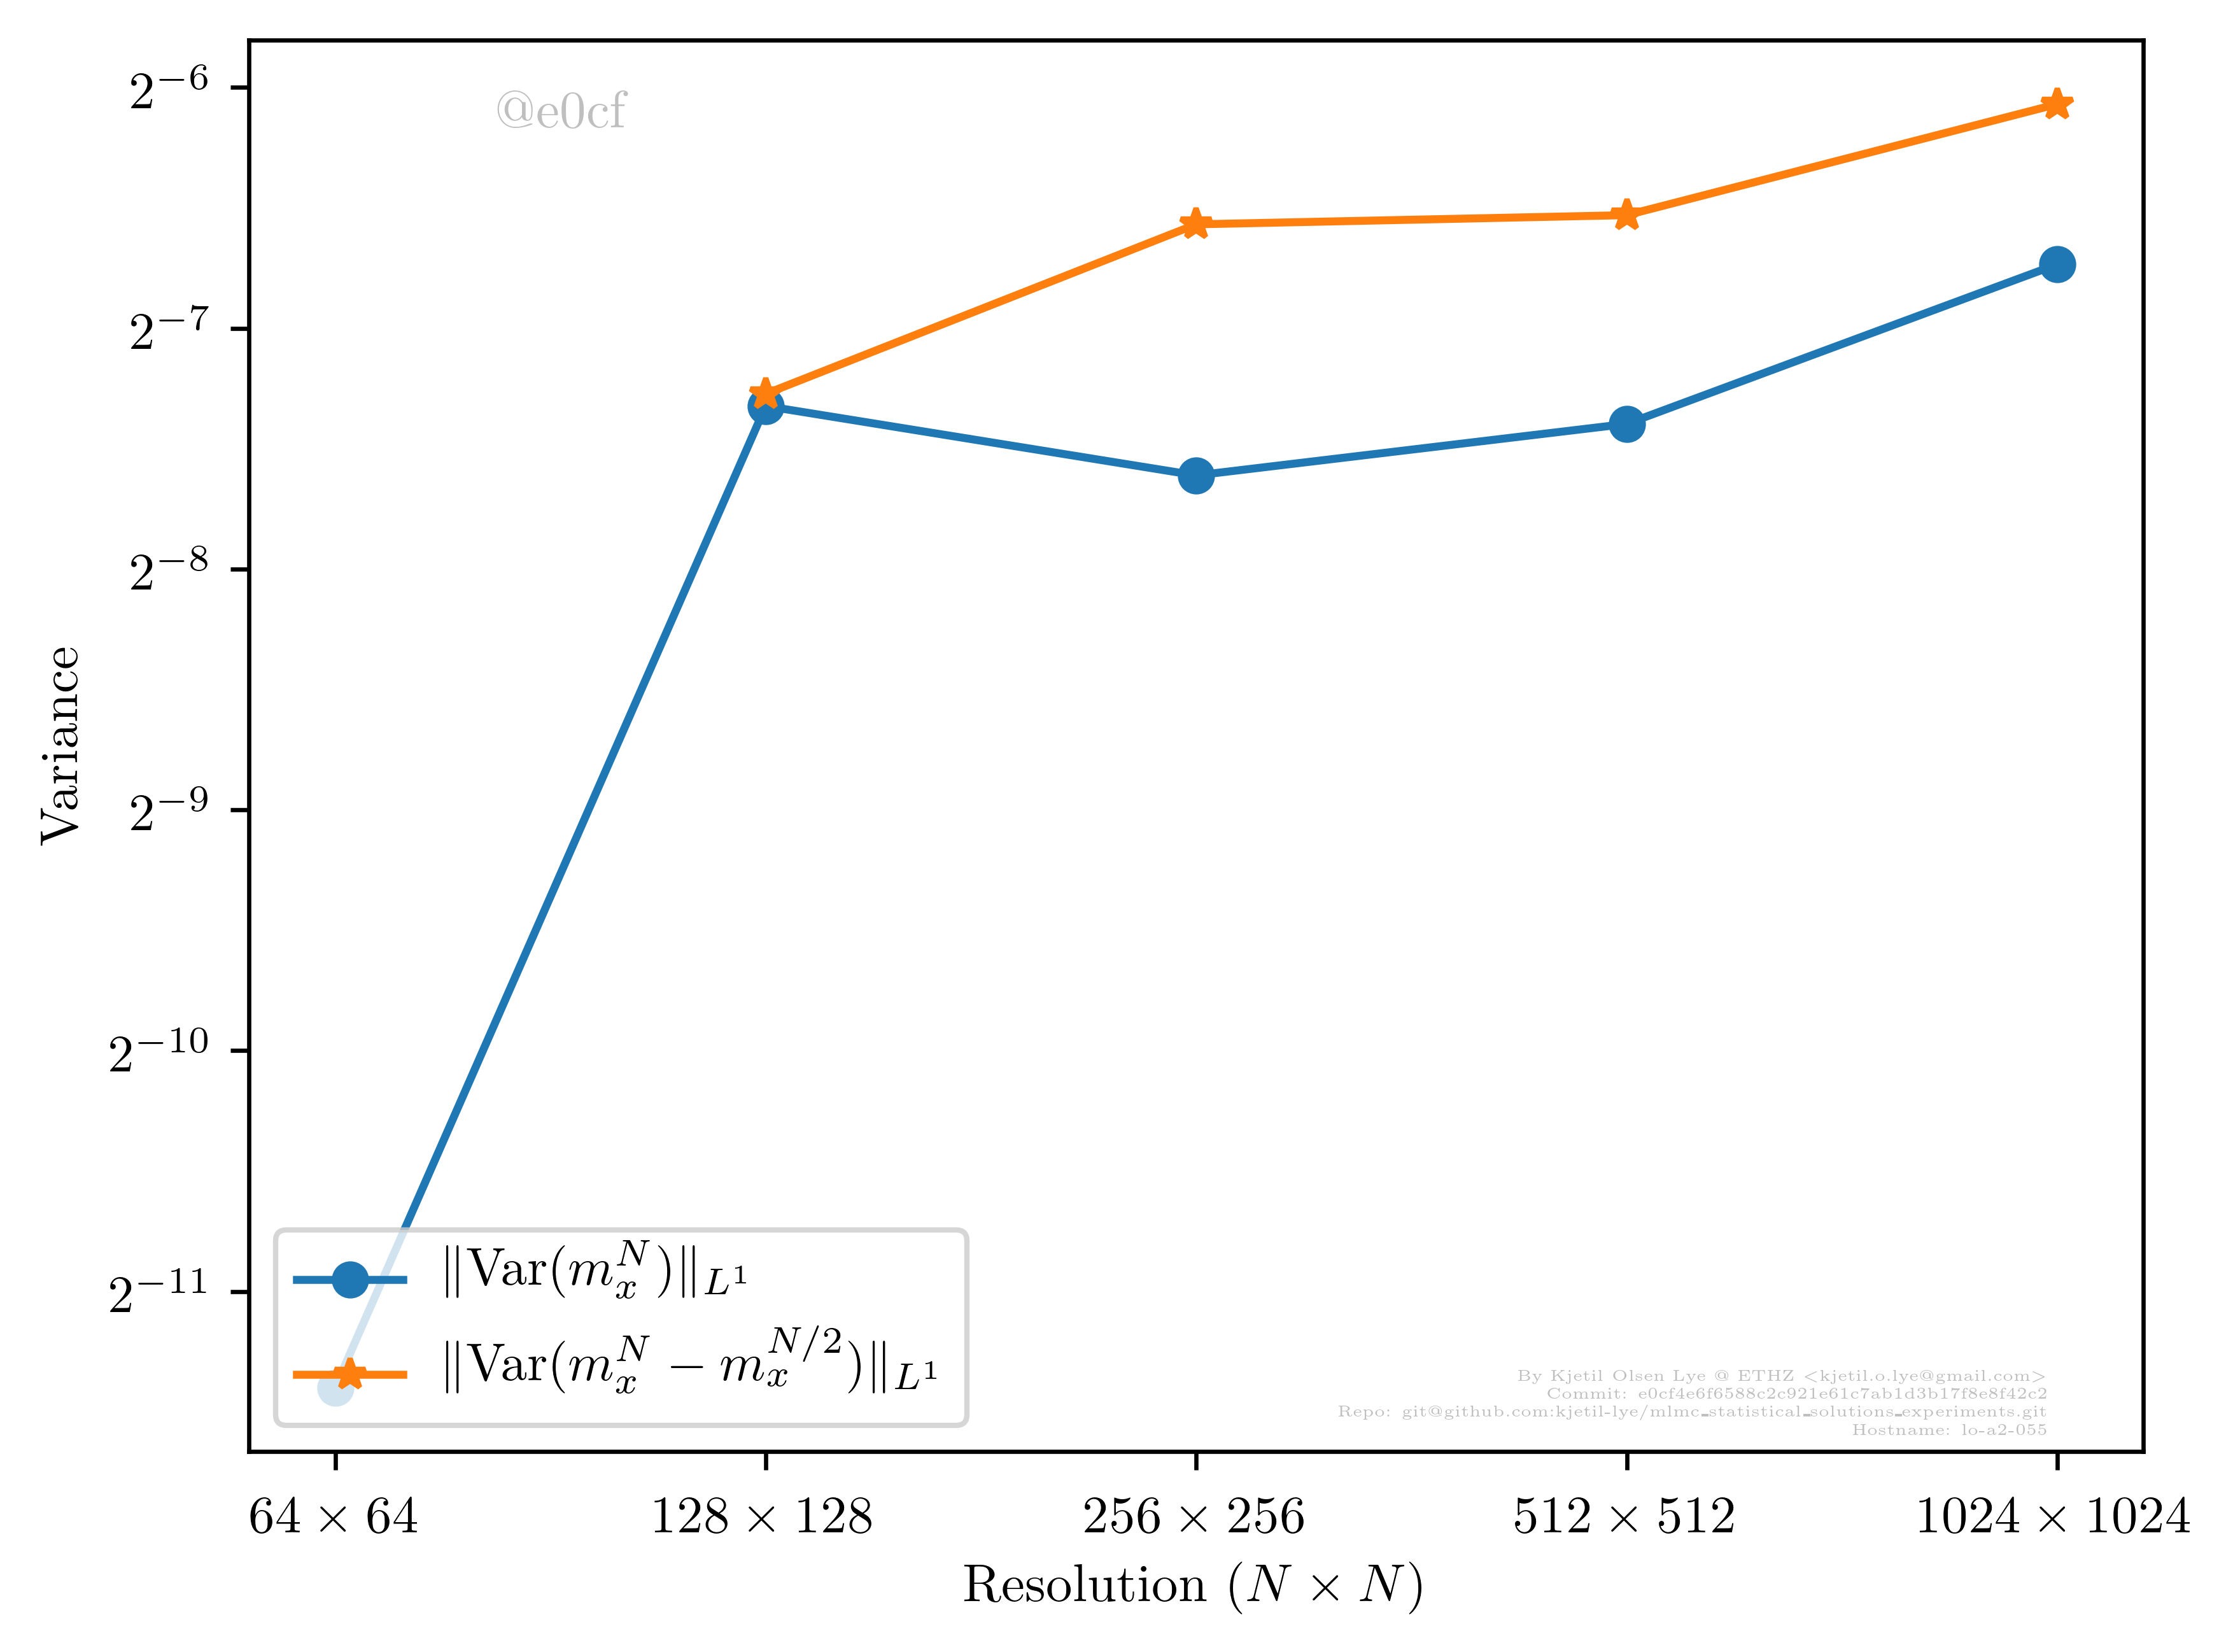 @e0cf
2^{-6}
2^{-7}
2^{-8}
2^{-9}
2^{-10}
2^{-11}
Variance
‖Var(m_x^N)‖_{L^1}
‖Var(m_x^N − m_x^{N/2})‖_{L^1}
By Kjetil Olsen Lye @ ETHZ <kjetil.o.lye@gmail.com>
Commit: e0cf4e6f6588c2c921e61c7ab1d3b17f8e8f42c2
Repo: git@github.com:kjetil-lye/mlmc_statistical_solutions_experiments.git
Hostname: lo-a2-055
64 × 64 128 × 128 256 × 256 512 × 512 1024 × 1024
Resolution (N × N)